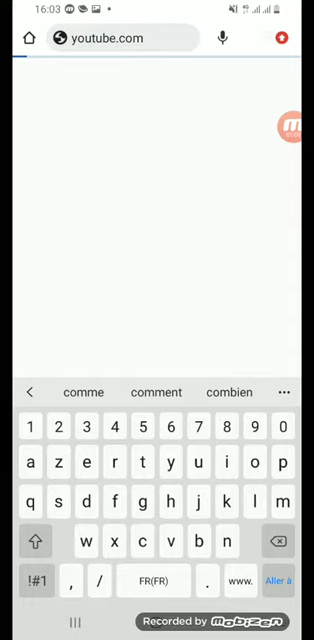 16:03
youtube.com
comme comment combien
1 2 3 4 5 6 7 8 9 0
a z e r t y u i o p
q s d f g h j k l m
w x c v b n
!#1 , / FR(FR) . www. Aller à
Recorded by mobizen